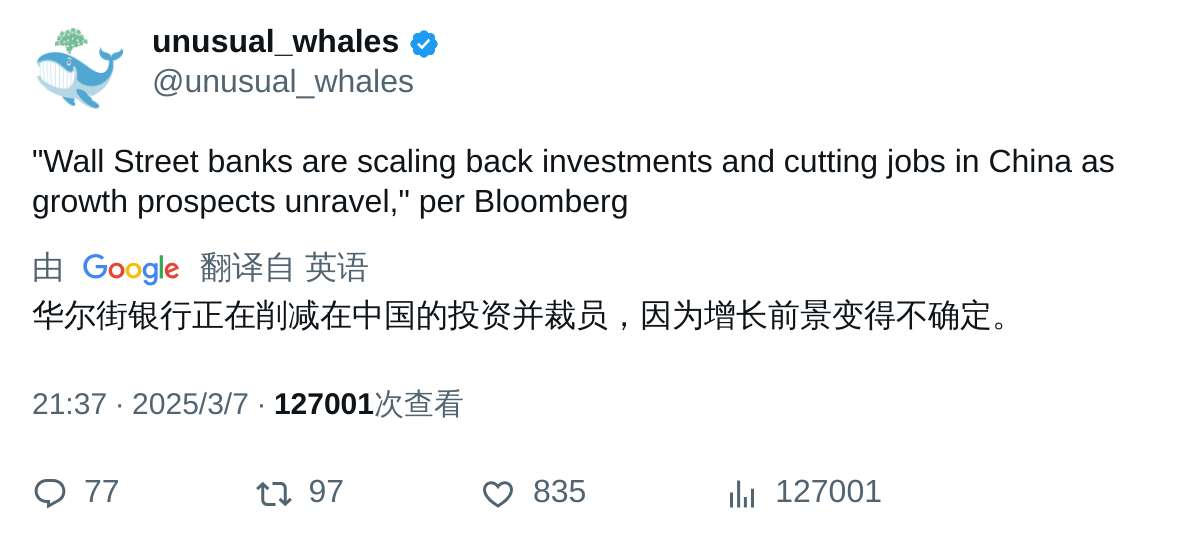 unusual_whales
@unusual_whales
"Wall Street banks are scaling back investments and cutting jobs in China as
growth prospects unravel," per Bloomberg
由 Google 翻译自 英语
华尔街银行正在削减在中国的投资并裁员，因为增长前景变得不确定。
21:37 · 2025/3/7 · 127001次查看
77 97 835 127001